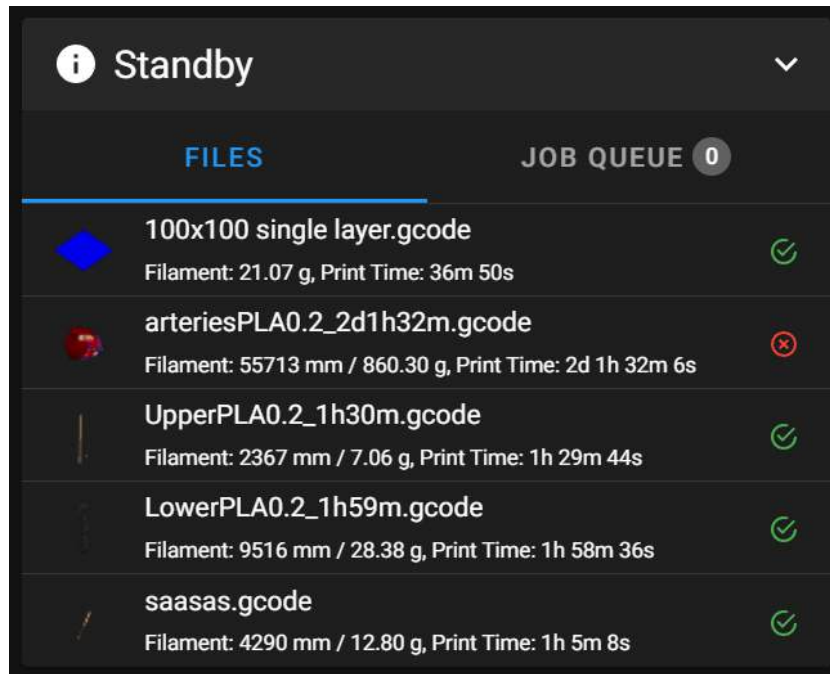 Standby
FILES
JOB QUEUE 0
100x100 single layer.gcode
Filament: 21.07 g, Print Time: 36m 50s
arteriesPLA0.2_2d1h32m.gcode
Filament: 55713 mm / 860.30 g, Print Time: 2d 1h 32m 6s
UpperPLA0.2_1h30m.gcode
Filament: 2367 mm / 7.06 g, Print Time: 1h 29m 44s
LowerPLA0.2_1h59m.gcode
Filament: 9516 mm / 28.38 g, Print Time: 1h 58m 36s
saasas.gcode
Filament: 4290 mm / 12.80 g, Print Time: 1h 5m 8s